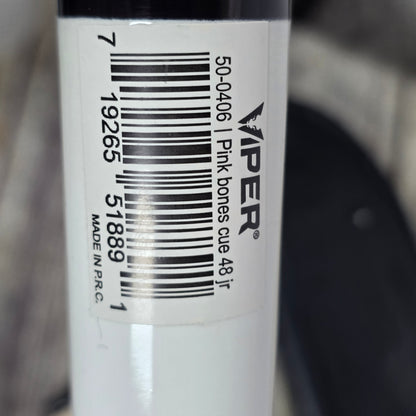 VIPER®
50-0406 | Pink bones cue 48 jr
7 19265 51889 1
MADE IN P.R.C.